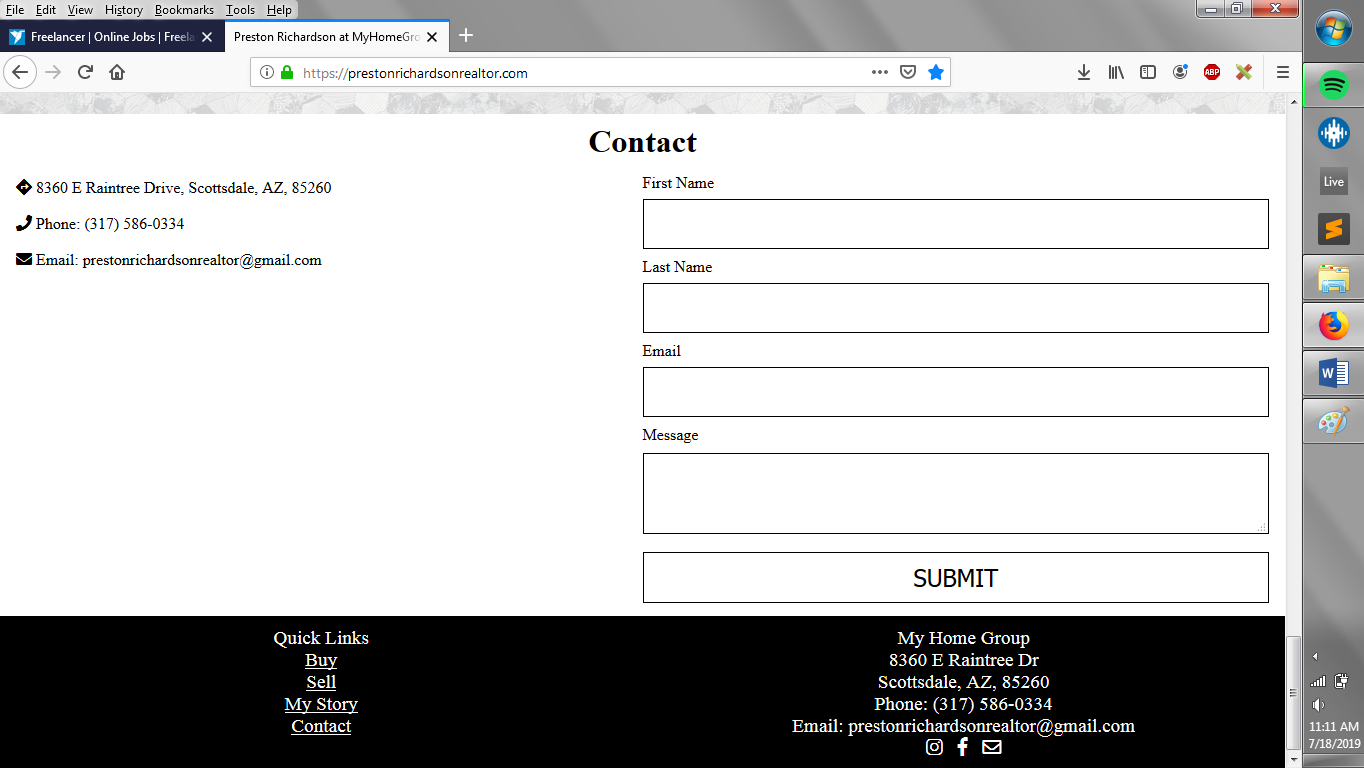 File Edit View History Bookmarks Tools Help
Freelancer | Online Jobs | Freela
Preston Richardson at MyHomeGro
https://prestonrichardsonrealtor.com
ABP
Contact
8360 E Raintree Drive, Scottsdale, AZ, 85260
Phone: (317) 586-0334
Email: prestonrichardsonrealtor@gmail.com
First Name
Last Name
Email
Message
SUBMIT
Quick Links
Buy
Sell
My Story
Contact
My Home Group
8360 E Raintree Dr
Scottsdale, AZ, 85260
Phone: (317) 586-0334
Email: prestonrichardsonrealtor@gmail.com
Live
W
11:11 AM
7/18/2019